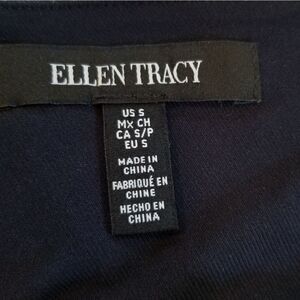 ELLEN TRACY
US S
MX CH
CA S/P
EU S
MADE IN
CHINA
FABRIQUÉ EN
CHINE
HECHO EN
CHINA